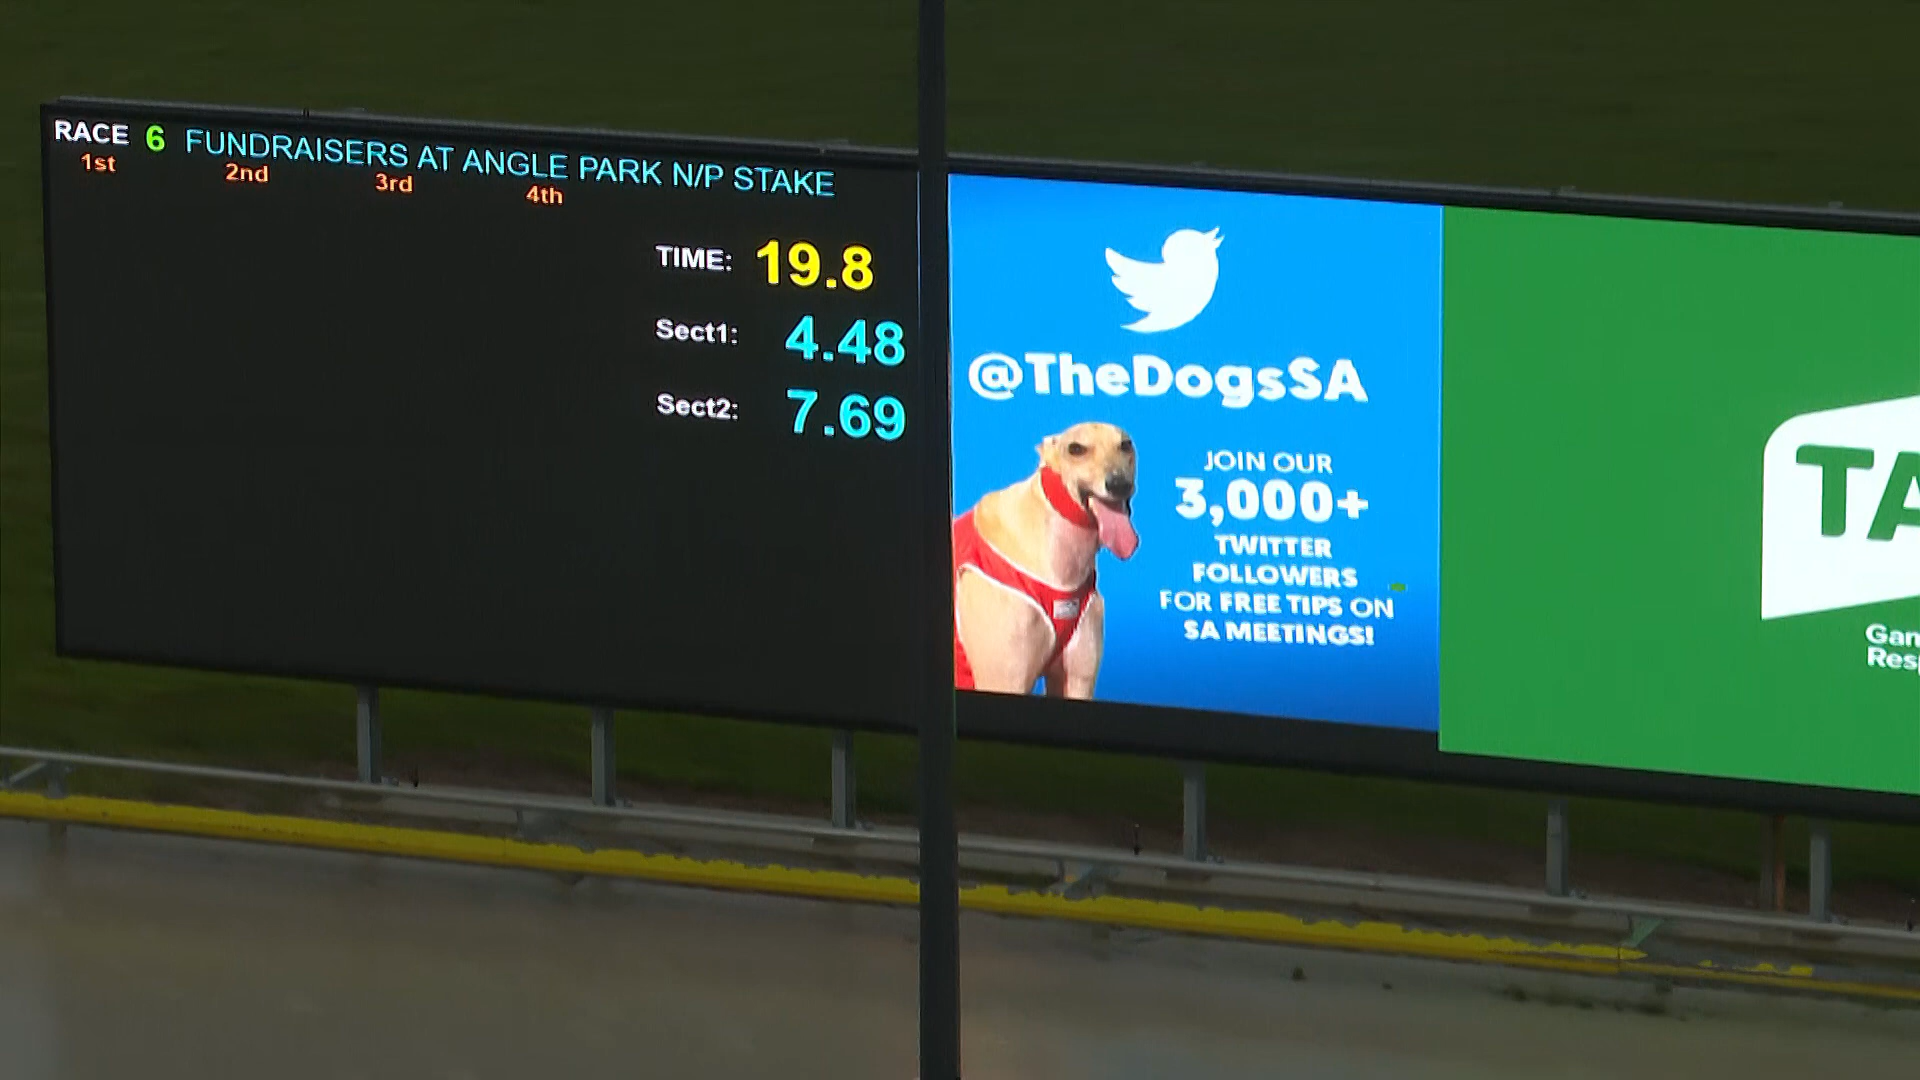 RACE 6 FUNDRAISERS AT ANGLE PARK N/P STAKE
1st 2nd 3rd 4th
TIME: 19.8
Sect1: 4.48
Sect2: 7.69
@TheDogsSA
JOIN OUR
3,000+
TWITTER
FOLLOWERS
FOR FREE TIPS ON
SA MEETINGS!